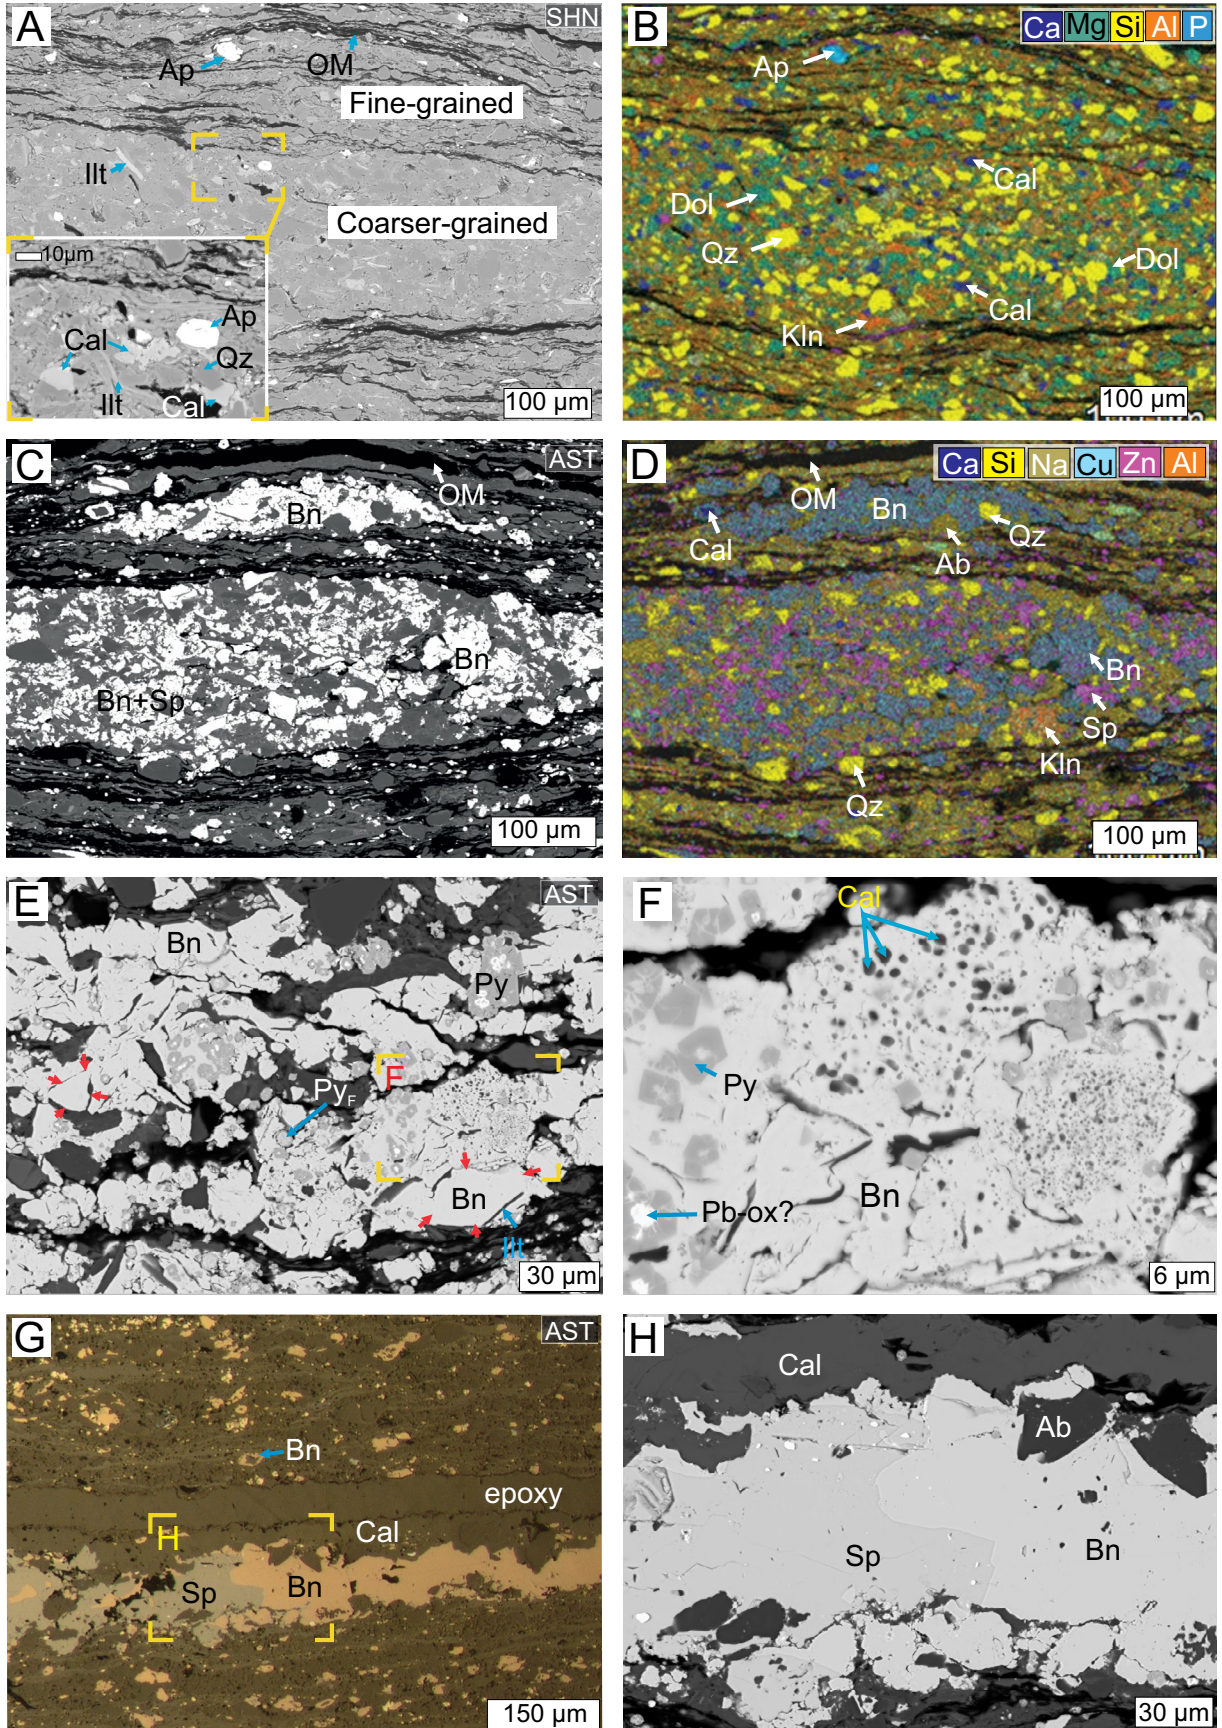 A
SHN
Ap
OM
Fine-grained
Ilt
Coarser-grained
10µm
Ap
Cal
Qz
Ilt
Cal
100 µm
B
Ca Mg Si Al P
Ap
Cal
Dol
Qz
Dol
Cal
Kln
100 µm
C
AST
OM
Bn
Bn
Bn+Sp
100 µm
D
Ca Si Na Cu Zn Al
OM
Bn
Cal
Qz
Ab
Bn
Sp
Kln
Qz
100 µm
E
AST
Bn
Py
F
PyF
Bn
Ilt
30 µm
F
Cal
Py
Pb-ox?
Bn
6 µm
G
AST
Bn
epoxy
H
Cal
Sp
Bn
150 µm
H
Cal
Ab
Sp
Bn
30 µm